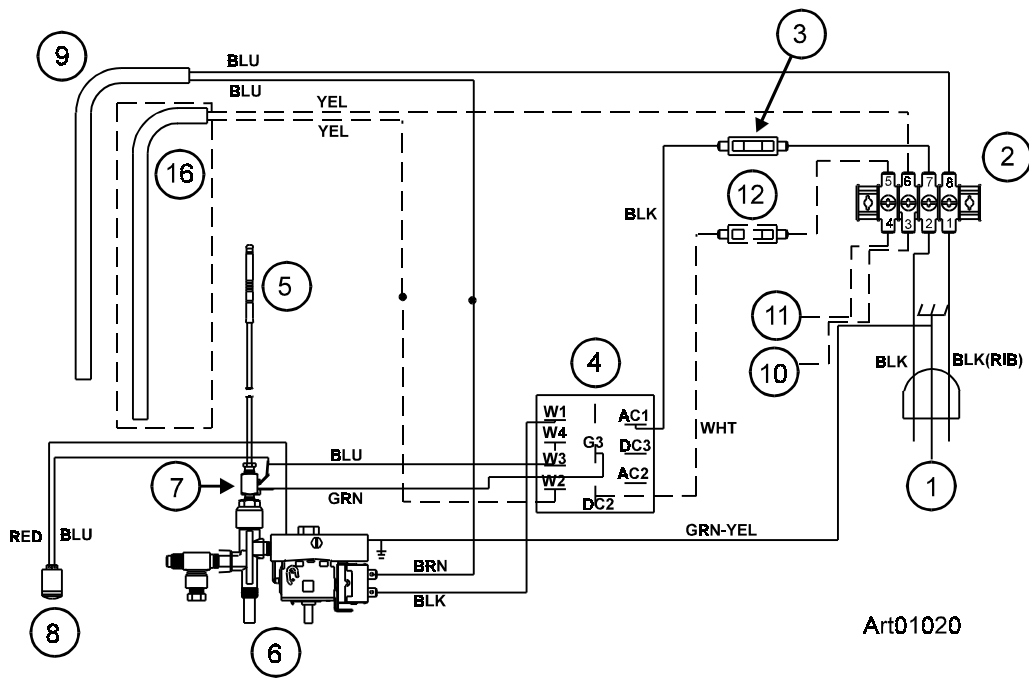 9
3
BLU
BLU
YEL
YEL
16
2
12
5 6 7 8
BLK
4 3 2 1
5
11
4
10
BLK
BLK(RIB)
W1
AC1
W4
G3
WHT
BLU
W3
DC3
7
W2
AC2
1
GRN
DC2
RED
BLU
GRN-YEL
BRN
BLK
8
6
Art01020